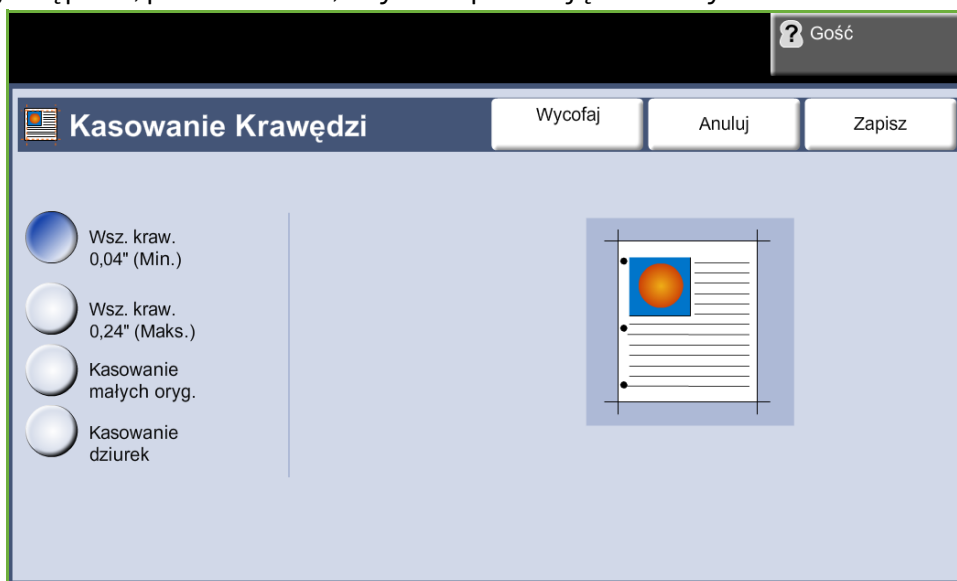 ? Gość
Kasowanie Krawędzi
Wycofaj
Anuluj
Zapisz
Wsz. kraw.
0,04" (Min.)
Wsz. kraw.
0,24" (Maks.)
Kasowanie
małych oryg.
Kasowanie
dziurek